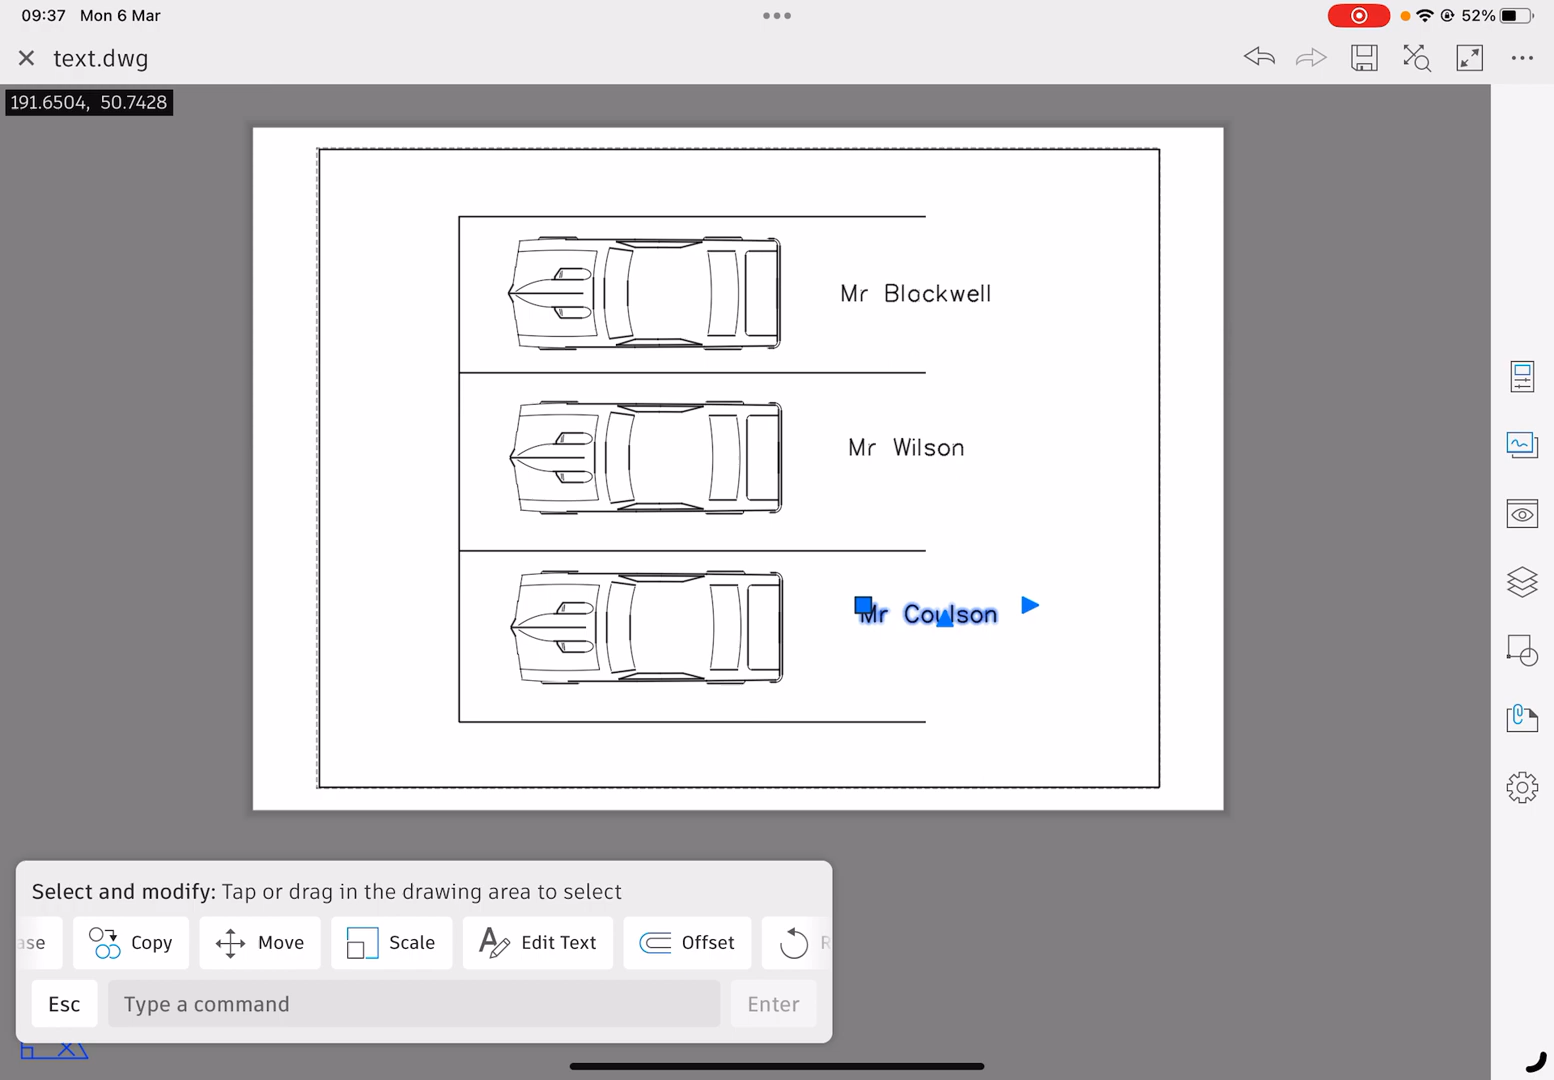 09:37 Mon 6 Mar
52%
text.dwg
191.6504, 50.7428
Mr Blackwell
Mr Wilson
Mr Coulson
Select and modify: Tap or drag in the drawing area to select
ase Copy Move Scale Edit Text Offset R
Esc Type a command Enter